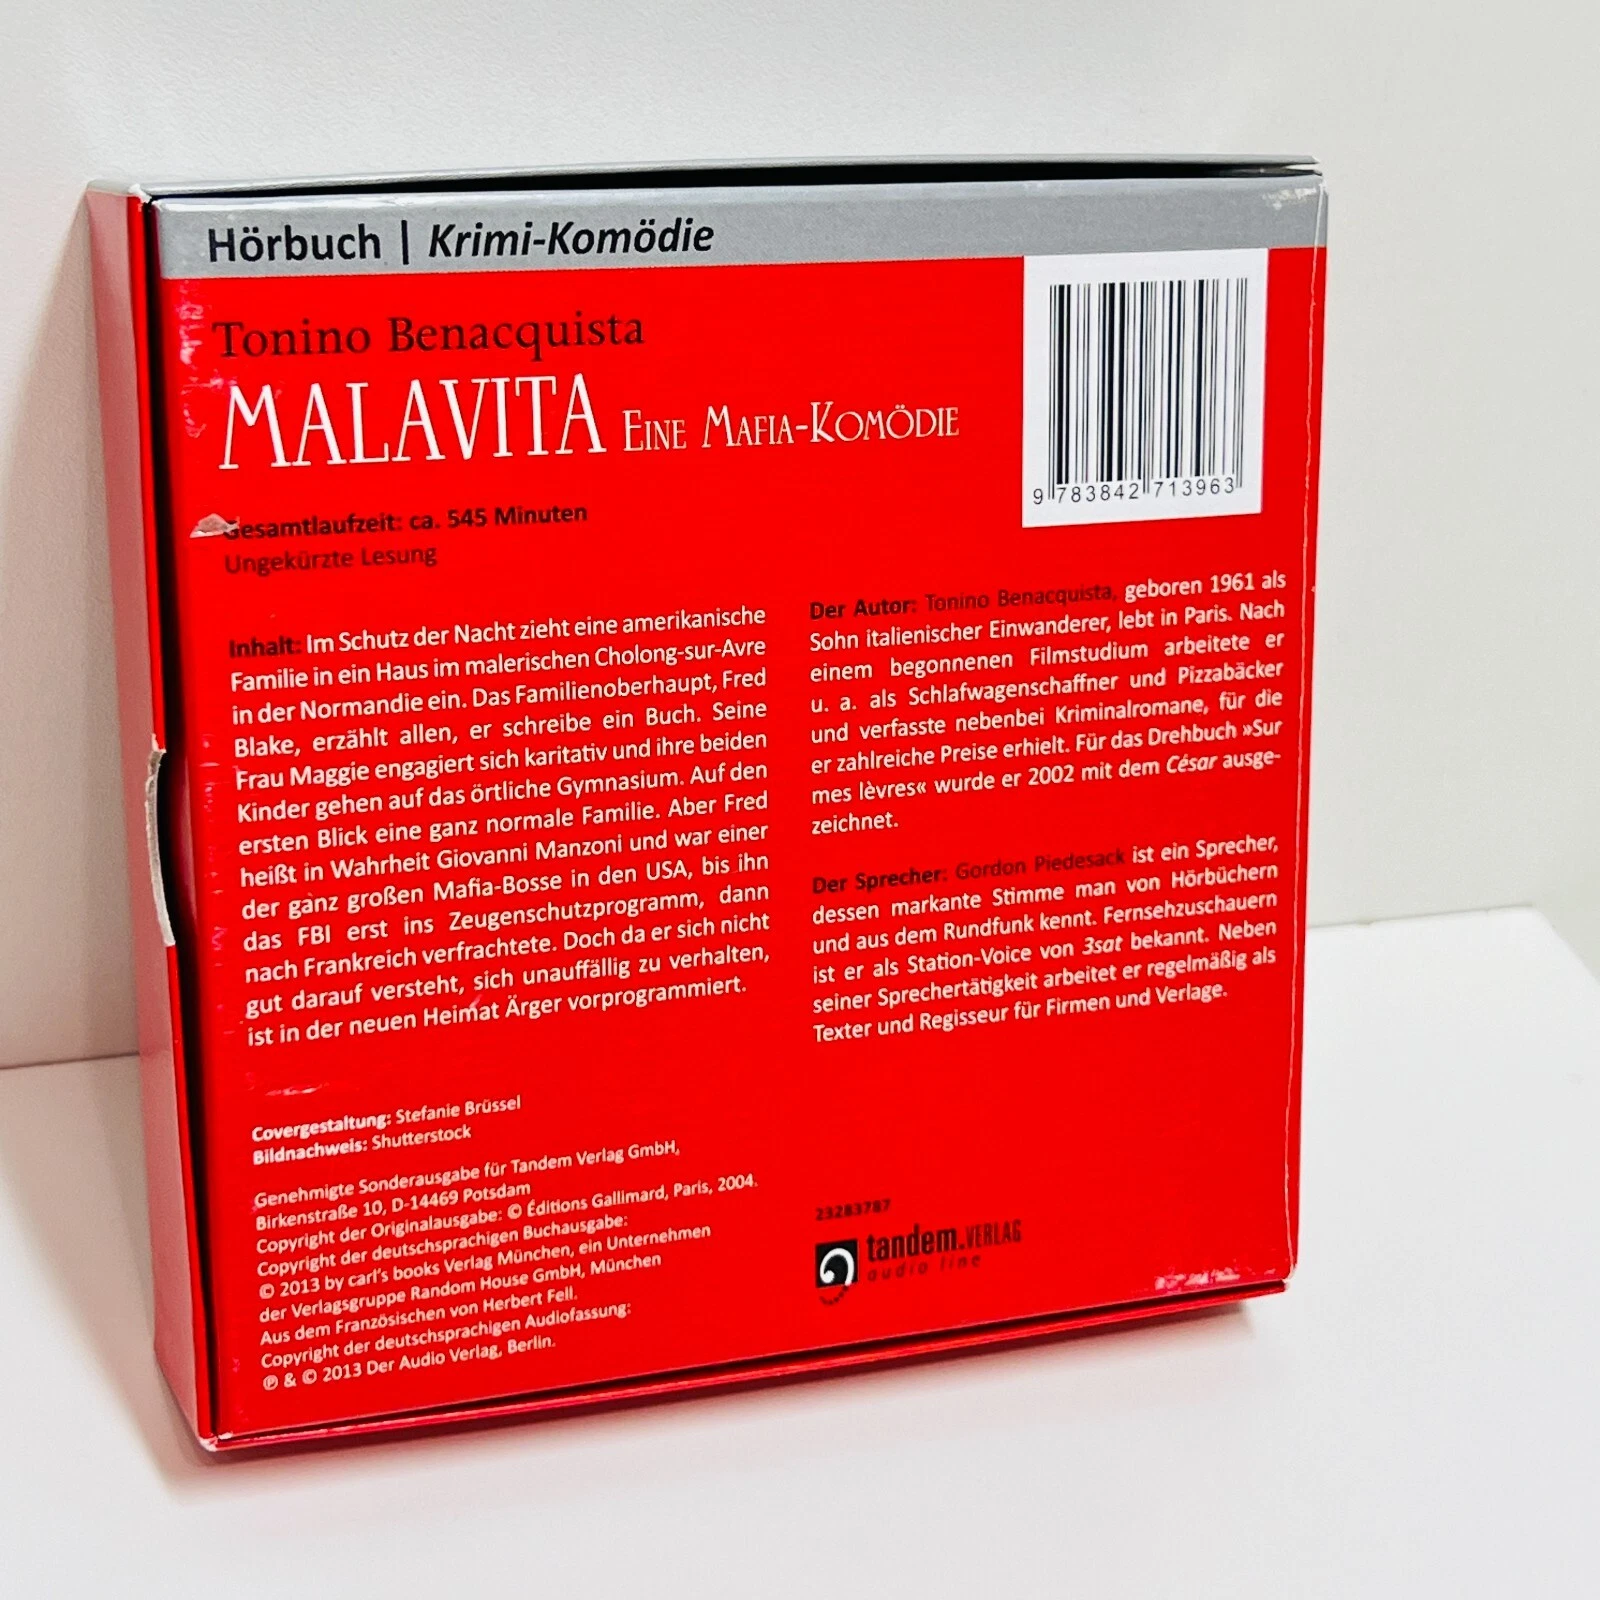 Hörbuch | Krimi-Komödie
Tonino Benacquista
MALAVITA EINE MAFIA-KOMÖDIE
9 783842 713963
Gesamtlaufzeit: ca. 545 Minuten
Ungekürzte Lesung
Inhalt: Im Schutz der Nacht zieht eine amerikanische
Familie in ein Haus im malerischen Cholong-sur-Avre
in der Normandie ein. Das Familienoberhaupt, Fred
Blake, erzählt allen, er schreibe ein Buch. Seine
Frau Maggie engagiert sich karitativ und ihre beiden
Kinder gehen auf das örtliche Gymnasium. Auf den
ersten Blick eine ganz normale Familie. Aber Fred
heißt in Wahrheit Giovanni Manzoni und war einer
der ganz großen Mafia-Bosse in den USA, bis ihn
das FBI erst ins Zeugenschutzprogramm, dann
nach Frankreich verfrachtete. Doch da er sich nicht
gut darauf versteht, sich unauffällig zu verhalten,
ist in der neuen Heimat Ärger vorprogrammiert.
Der Autor: Tonino Benacquista, geboren 1961 als
Sohn italienischer Einwanderer, lebt in Paris. Nach
einem begonnenen Filmstudium arbeitete er
u. a. als Schlafwagenschaffner und Pizzabäcker
und verfasste nebenbei Kriminalromane, für die
er zahlreiche Preise erhielt. Für das Drehbuch »Sur
mes lèvres« wurde er 2002 mit dem César ausge-
zeichnet.
Der Sprecher: Gordon Piedesack ist ein Sprecher,
dessen markante Stimme man von Hörbüchern
und aus dem Rundfunk kennt. Fernsehzuschauern
ist er als Station-Voice von 3sat bekannt. Neben
seiner Sprechertätigkeit arbeitet er regelmäßig als
Texter und Regisseur für Firmen und Verlage.
Covergestaltung: Stefanie Brüssel
Bildnachweis: Shutterstock
Genehmigte Sonderausgabe für Tandem Verlag GmbH,
Birkenstraße 10, D-14469 Potsdam
Copyright der Originalausgabe: © Éditions Gallimard, Paris, 2004.
Copyright der deutschsprachigen Buchausgabe:
© 2013 by carl's books Verlag München, ein Unternehmen
der Verlagsgruppe Random House GmbH, München
Aus dem Französischen von Herbert Fell.
Copyright der deutschsprachigen Audiofassung:
℗ & © 2013 Der Audio Verlag, Berlin.
23283787
tandem.VERLAG
audio line